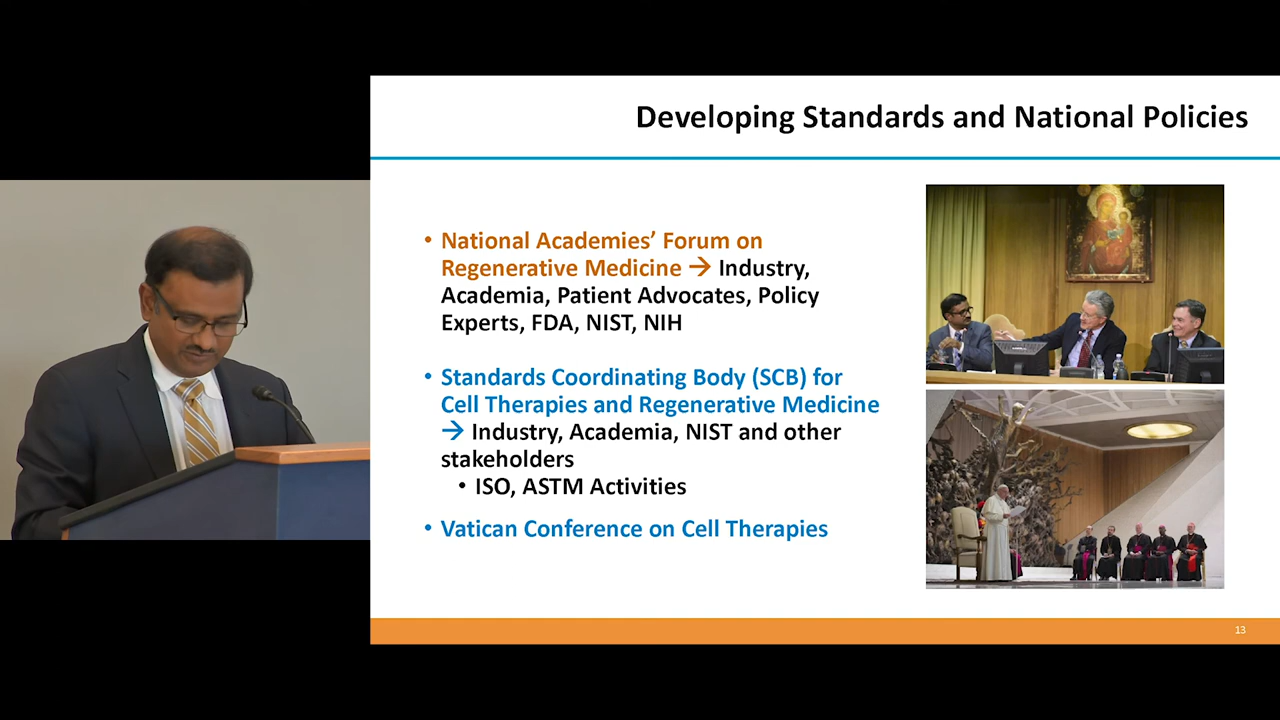 Developing Standards and National Policies
• National Academies’ Forum on
Regenerative Medicine → Industry,
Academia, Patient Advocates, Policy
Experts, FDA, NIST, NIH
• Standards Coordinating Body (SCB) for
Cell Therapies and Regenerative Medicine
→ Industry, Academia, NIST and other
stakeholders
• ISO, ASTM Activities
• Vatican Conference on Cell Therapies
13